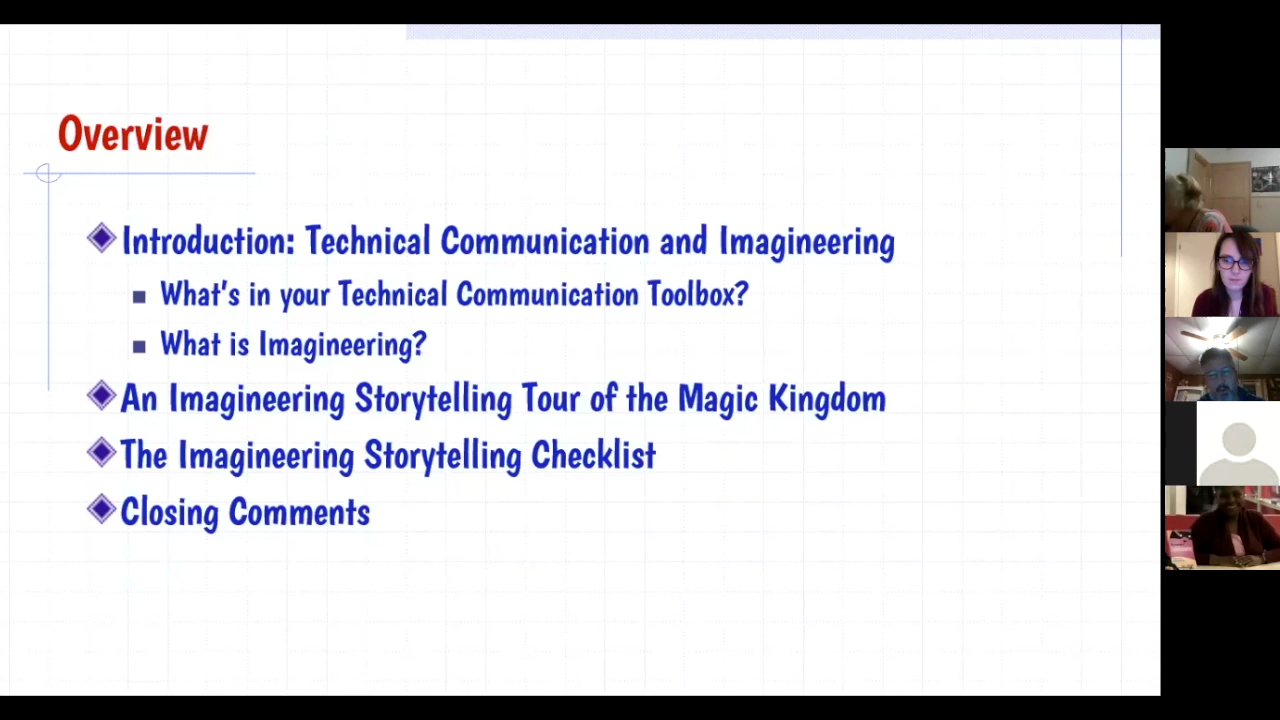 Overview
Introduction: Technical Communication and Imagineering
What's in your Technical Communication Toolbox?
What is Imagineering?
An Imagineering Storytelling Tour of the Magic Kingdom
The Imagineering Storytelling Checklist
Closing Comments